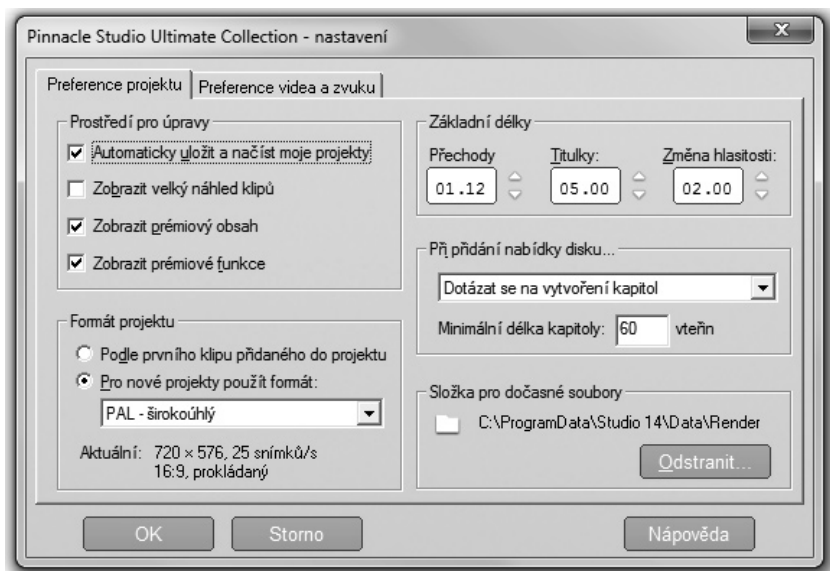 Pinnacle Studio Ultimate Collection - nastavení
x
Preference projektu
Preference videa a zvuku
Prostředí pro úpravy
Automaticky uložit a načíst moje projekty
Zobrazit velký náhled klipů
Zobrazit prémiový obsah
Zobrazit prémiové funkce
Formát projektu
Podle prvního klipu přidaného do projektu
Pro nové projekty použít formát:
PAL - širokoúhlý
Aktuální: 720 × 576, 25 snímků/s
16:9, prokládaný
Základní délky
Přechody Titulky: Změna hlasitosti:
01.12 05.00 02.00
Při přidání nabídky disku...
Dotázat se na vytvoření kapitol
Minimální délka kapitoly: 60 vteřin
Složka pro dočasné soubory
C:\ProgramData\Studio 14\Data\Render
Odstranit...
OK Storno Nápověda